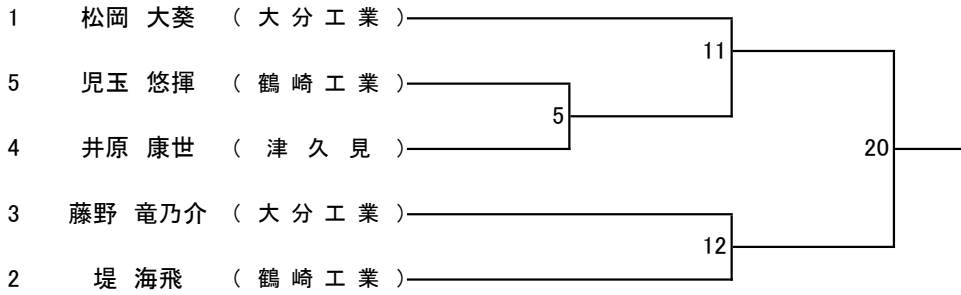 1 松岡 大葵 ( 大 分 工 業 )
11
5 児玉 悠揮 ( 鶴 崎 工 業 )
5
4 井原 康世 ( 津 久 見 )
20
3 藤野 竜乃介 ( 大 分 工 業 )
12
2 堤 海飛 ( 鶴 崎 工 業 )